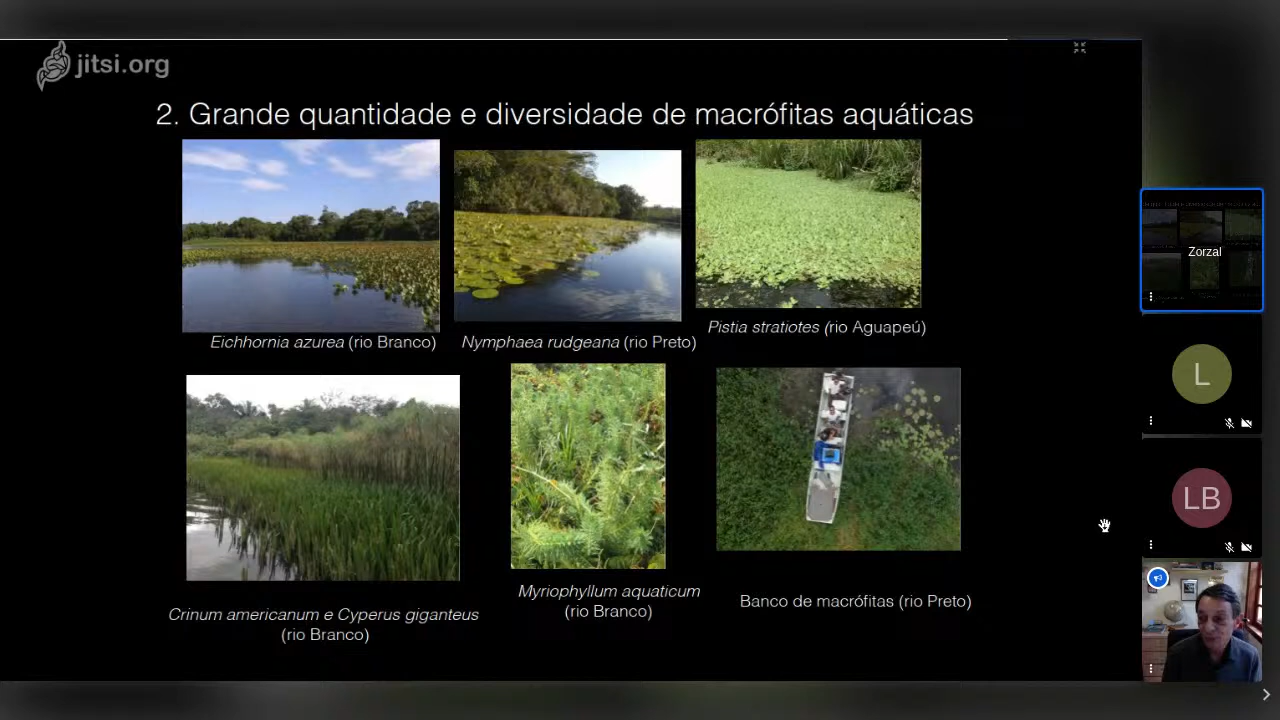 jitsi.org
2. Grande quantidade e diversidade de macrófitas aquáticas
Eichhornia azurea (rio Branco)
Nymphaea rudgeana (rio Preto)
Pistia stratiotes (rio Aguapeú)
Crinum americanum e Cyperus giganteus
(rio Branco)
Myriophyllum aquaticum
(rio Branco)
Banco de macrófitas (rio Preto)
Zorzal
L
LB